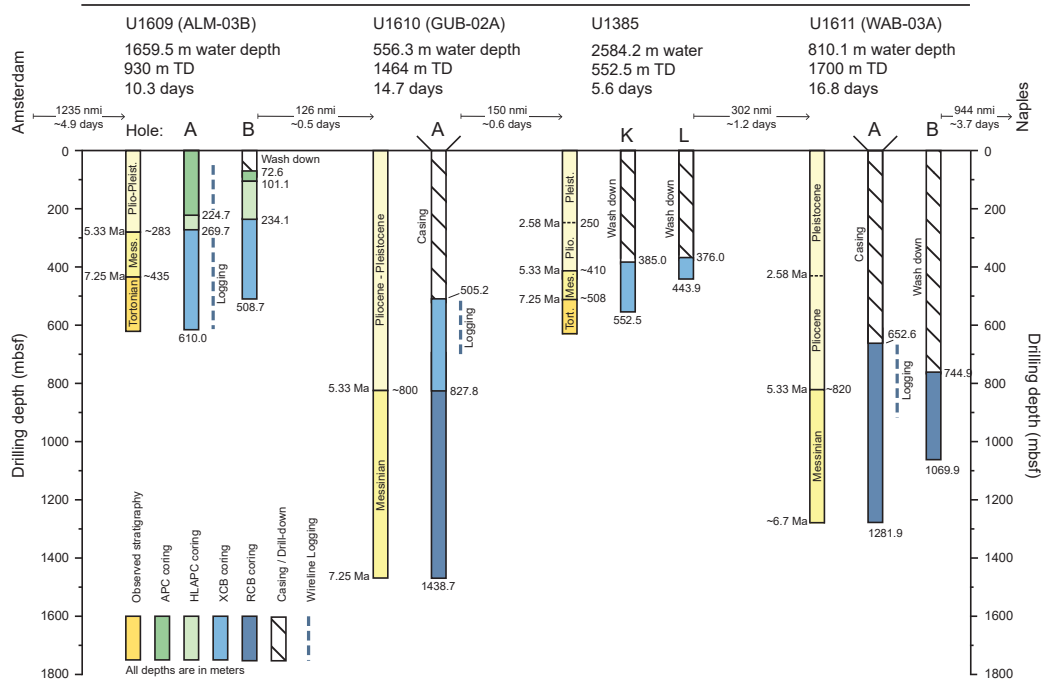 U1609 (ALM-03B)
1659.5 m water depth
930 m TD
10.3 days
U1610 (GUB-02A)
556.3 m water depth
1464 m TD
14.7 days
U1385
2584.2 m water
552.5 m TD
5.6 days
U1611 (WAB-03A)
810.1 m water depth
1700 m TD
16.8 days
Amsterdam
1235 nmi
~4.9 days
126 nmi
~0.5 days
150 nmi
~0.6 days
302 nmi
~1.2 days
944 nmi
~3.7 days
Naples
Hole: A B
A
K L
A B
Drilling depth (mbsf)
0
200
400
600
800
1000
1200
1400
1600
1800
Plio-Pleist.
5.33 Ma
~283
Mess.
7.25 Ma
~435
Tortonian
224.7
269.7
610.0
Logging
Wash down
72.6
101.1
234.1
508.7
Pliocene - Pleistocene
5.33 Ma
~800
Messinian
7.25 Ma
Casing
505.2
Logging
827.8
1438.7
Pleist.
2.58 Ma
250
Plio.
5.33 Ma
~410
Mes.
7.25 Ma
~508
Tort.
Wash down
385.0
552.5
Wash down
376.0
443.9
Pleistocene
2.58 Ma
Pliocene
5.33 Ma
~820
Messinian
~6.7 Ma
Casing
652.6
Logging
1281.9
Wash down
744.9
1069.9
0
200
400
600
800
1000
1200
1400
1600
1800
Drilling depth (mbsf)
Observed stratigraphy
APC coring
HLAPC coring
XCB coring
RCB coring
Casing / Drill-down
Wireline Logging
All depths are in meters